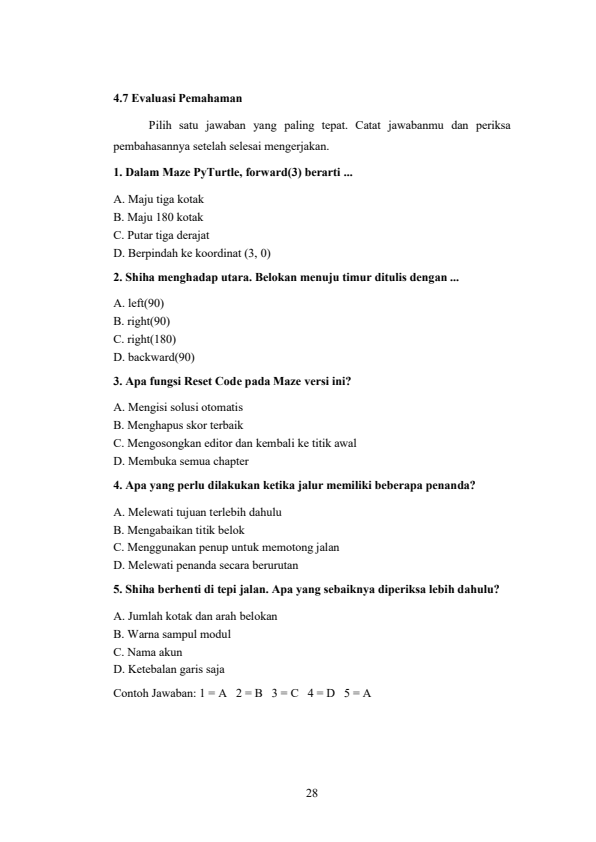 4.7 Evaluasi Pemahaman
Pilih satu jawaban yang paling tepat. Catat jawabanmu dan periksa
pembahasannya setelah selesai mengerjakan.
1. Dalam Maze PyTurtle, forward(3) berarti ...
A. Maju tiga kotak
B. Maju 180 kotak
C. Putar tiga derajat
D. Berpindah ke koordinat (3, 0)
2. Shiha menghadap utara. Belokan menuju timur ditulis dengan ...
A. left(90)
B. right(90)
C. right(180)
D. backward(90)
3. Apa fungsi Reset Code pada Maze versi ini?
A. Mengisi solusi otomatis
B. Menghapus skor terbaik
C. Mengosongkan editor dan kembali ke titik awal
D. Membuka semua chapter
4. Apa yang perlu dilakukan ketika jalur memiliki beberapa penanda?
A. Melewati tujuan terlebih dahulu
B. Mengabaikan titik belok
C. Menggunakan penup untuk memotong jalan
D. Melewati penanda secara berurutan
5. Shiha berhenti di tepi jalan. Apa yang sebaiknya diperiksa lebih dahulu?
A. Jumlah kotak dan arah belokan
B. Warna sampul modul
C. Nama akun
D. Ketebalan garis saja
Contoh Jawaban: 1 = A 2 = B 3 = C 4 = D 5 = A
28